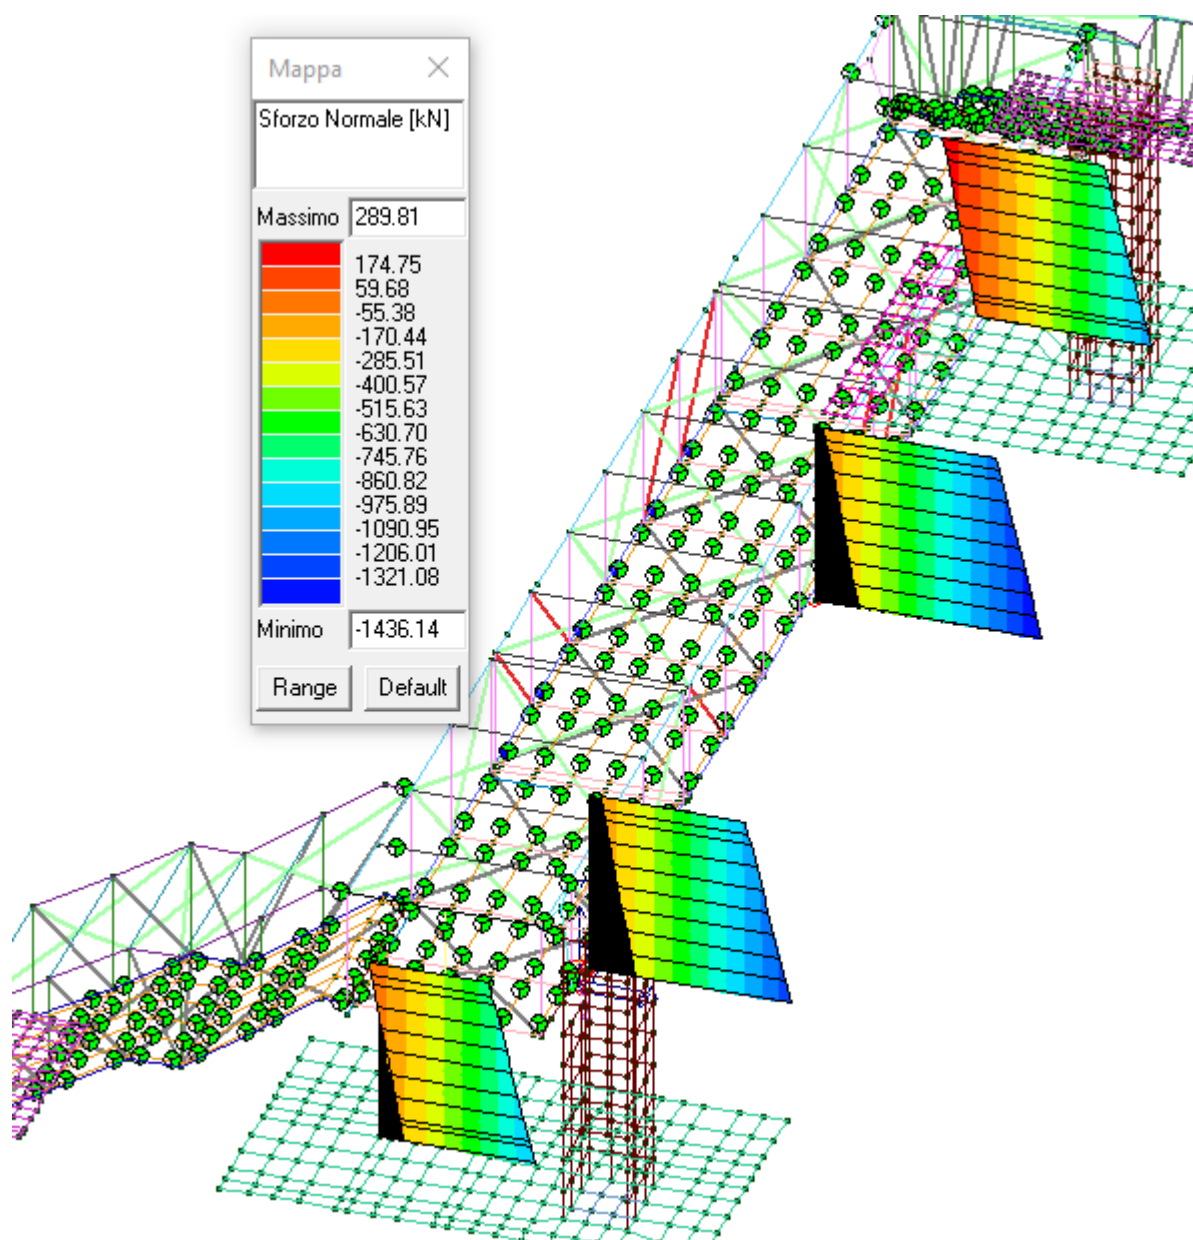 Mappa
Sforzo Normale [kN]
Massimo 289.81
174.75
59.68
-55.38
-170.44
-285.51
-400.57
-515.63
-630.70
-745.76
-860.82
-975.89
-1090.95
-1206.01
-1321.08
Minimo -1436.14
Range Default